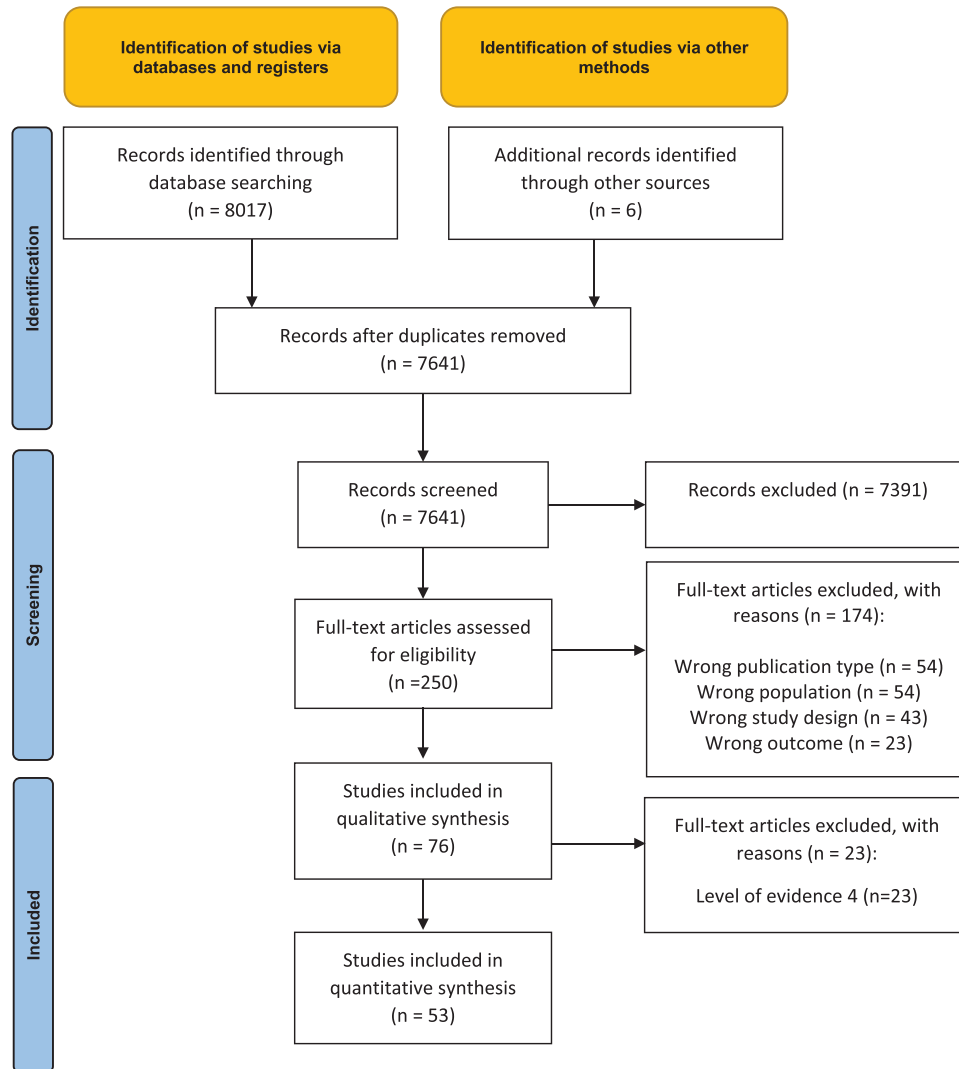 Identification of studies via
databases and registers
Identification of studies via other
methods
Identification
Records identified through
database searching
(n = 8017)
Additional records identified
through other sources
(n = 6)
Records after duplicates removed
(n = 7641)
Screening
Records screened
(n = 7641)
Records excluded (n = 7391)
Full-text articles assessed
for eligibility
(n =250)
Full-text articles excluded, with
reasons (n = 174):
Wrong publication type (n = 54)
Wrong population (n = 54)
Wrong study design (n = 43)
Wrong outcome (n = 23)
Included
Studies included in
qualitative synthesis
(n = 76)
Full-text articles excluded, with
reasons (n = 23):
Level of evidence 4 (n=23)
Studies included in
quantitative synthesis
(n = 53)